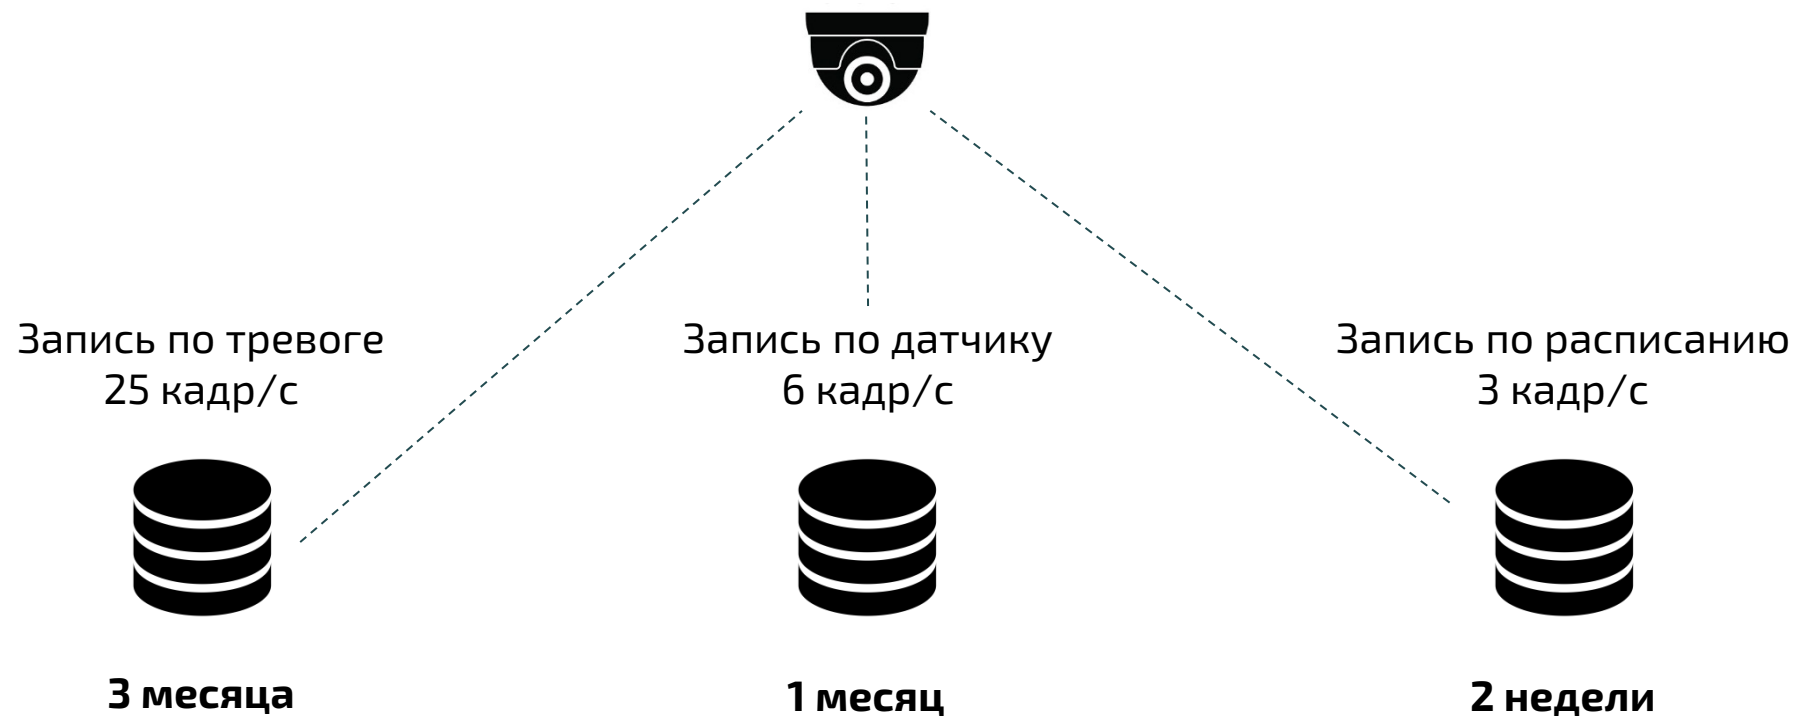 Запись по тревоге
25 кадр/с
3 месяца
Запись по датчику
6 кадр/с
1 месяц
Запись по расписанию
3 кадр/с
2 недели